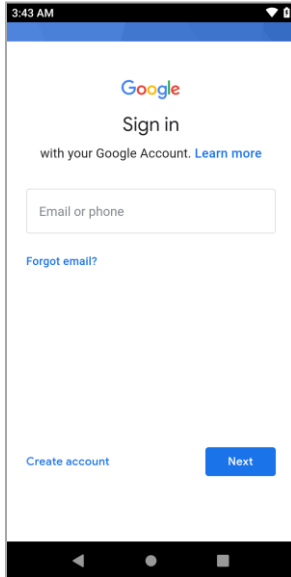 3:43 AM
Google
Sign in
with your Google Account. Learn more
Email or phone
Forgot email?
Create account
Next